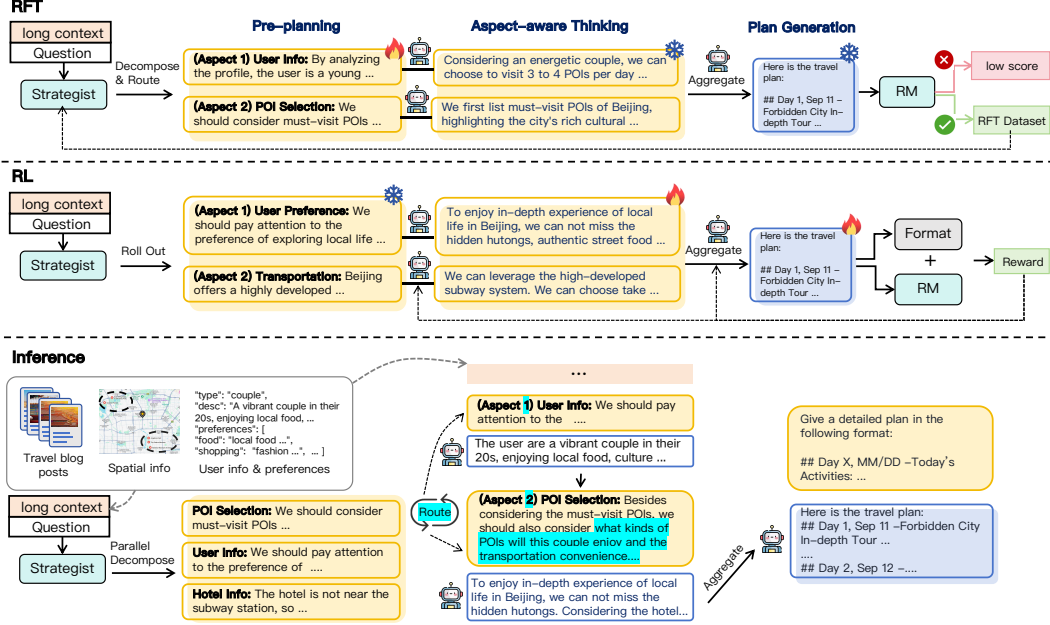 RFT
long context
Question
Strategist
Decompose
& Route
Pre-planning
(Aspect 1) User Info: By analyzing
the profile, the user is a young ...
(Aspect 2) POI Selection: We
should consider must-visit POIs ...
Aspect-aware Thinking
Considering an energetic couple, we can
choose to visit 3 to 4 POIs per day ...
We first list must-visit POIs of Beijing,
highlighting the city's rich cultural ...
Aggregate
Plan Generation
Here is the travel
plan:
## Day 1, Sep 11 -
Forbidden City In-
depth Tour ...
RM
low score
RFT Dataset
RL
long context
Question
Strategist
Roll Out
(Aspect 1) User Preference: We
should pay attention to the
preference of exploring local life ...
(Aspect 2) Transportation: Beijing
offers a highly developed ...
To enjoy in-depth experience of local
life in Beijing, we can not miss the
hidden hutongs, authentic street food ...
We can leverage the high-developed
subway system. We can choose take ...
Aggregate
Here is the travel
plan:
## Day 1, Sep 11 -
Forbidden City In-
depth Tour ...
Format
+
RM
Reward
Inference
Travel blog
posts
Spatial info
"type": "couple",
"desc": "A vibrant couple in their
20s, enjoying local food, ...
"preferences": [
"food": "local food ...",
"shopping": "fashion ...", ... ]
User info & preferences
long context
Question
Strategist
Parallel
Decompose
POI Selection: We should consider
must-visit POIs ...
User Info: We should pay attention
to the preference of ....
Hotel Info: The hotel is not near the
subway station, so ...
Route
...
(Aspect 1) User Info: We should pay
attention to the ....
The user are a vibrant couple in their
20s, enjoying local food, culture ...
(Aspect 2) POI Selection: Besides
considering the must-visit POIs, we
should also consider what kinds of
POIs will this couple enjoy and the
transportation convenience....
To enjoy in-depth experience of local
life in Beijing, we can not miss the
hidden hutongs. Considering the hotel...
Aggregate
Give a detailed plan in the
following format:
## Day X, MM/DD -Today's
Activities: ...
Here is the travel plan:
## Day 1, Sep 11 -Forbidden City
In-depth Tour ...
....
## Day 2, Sep 12 -....